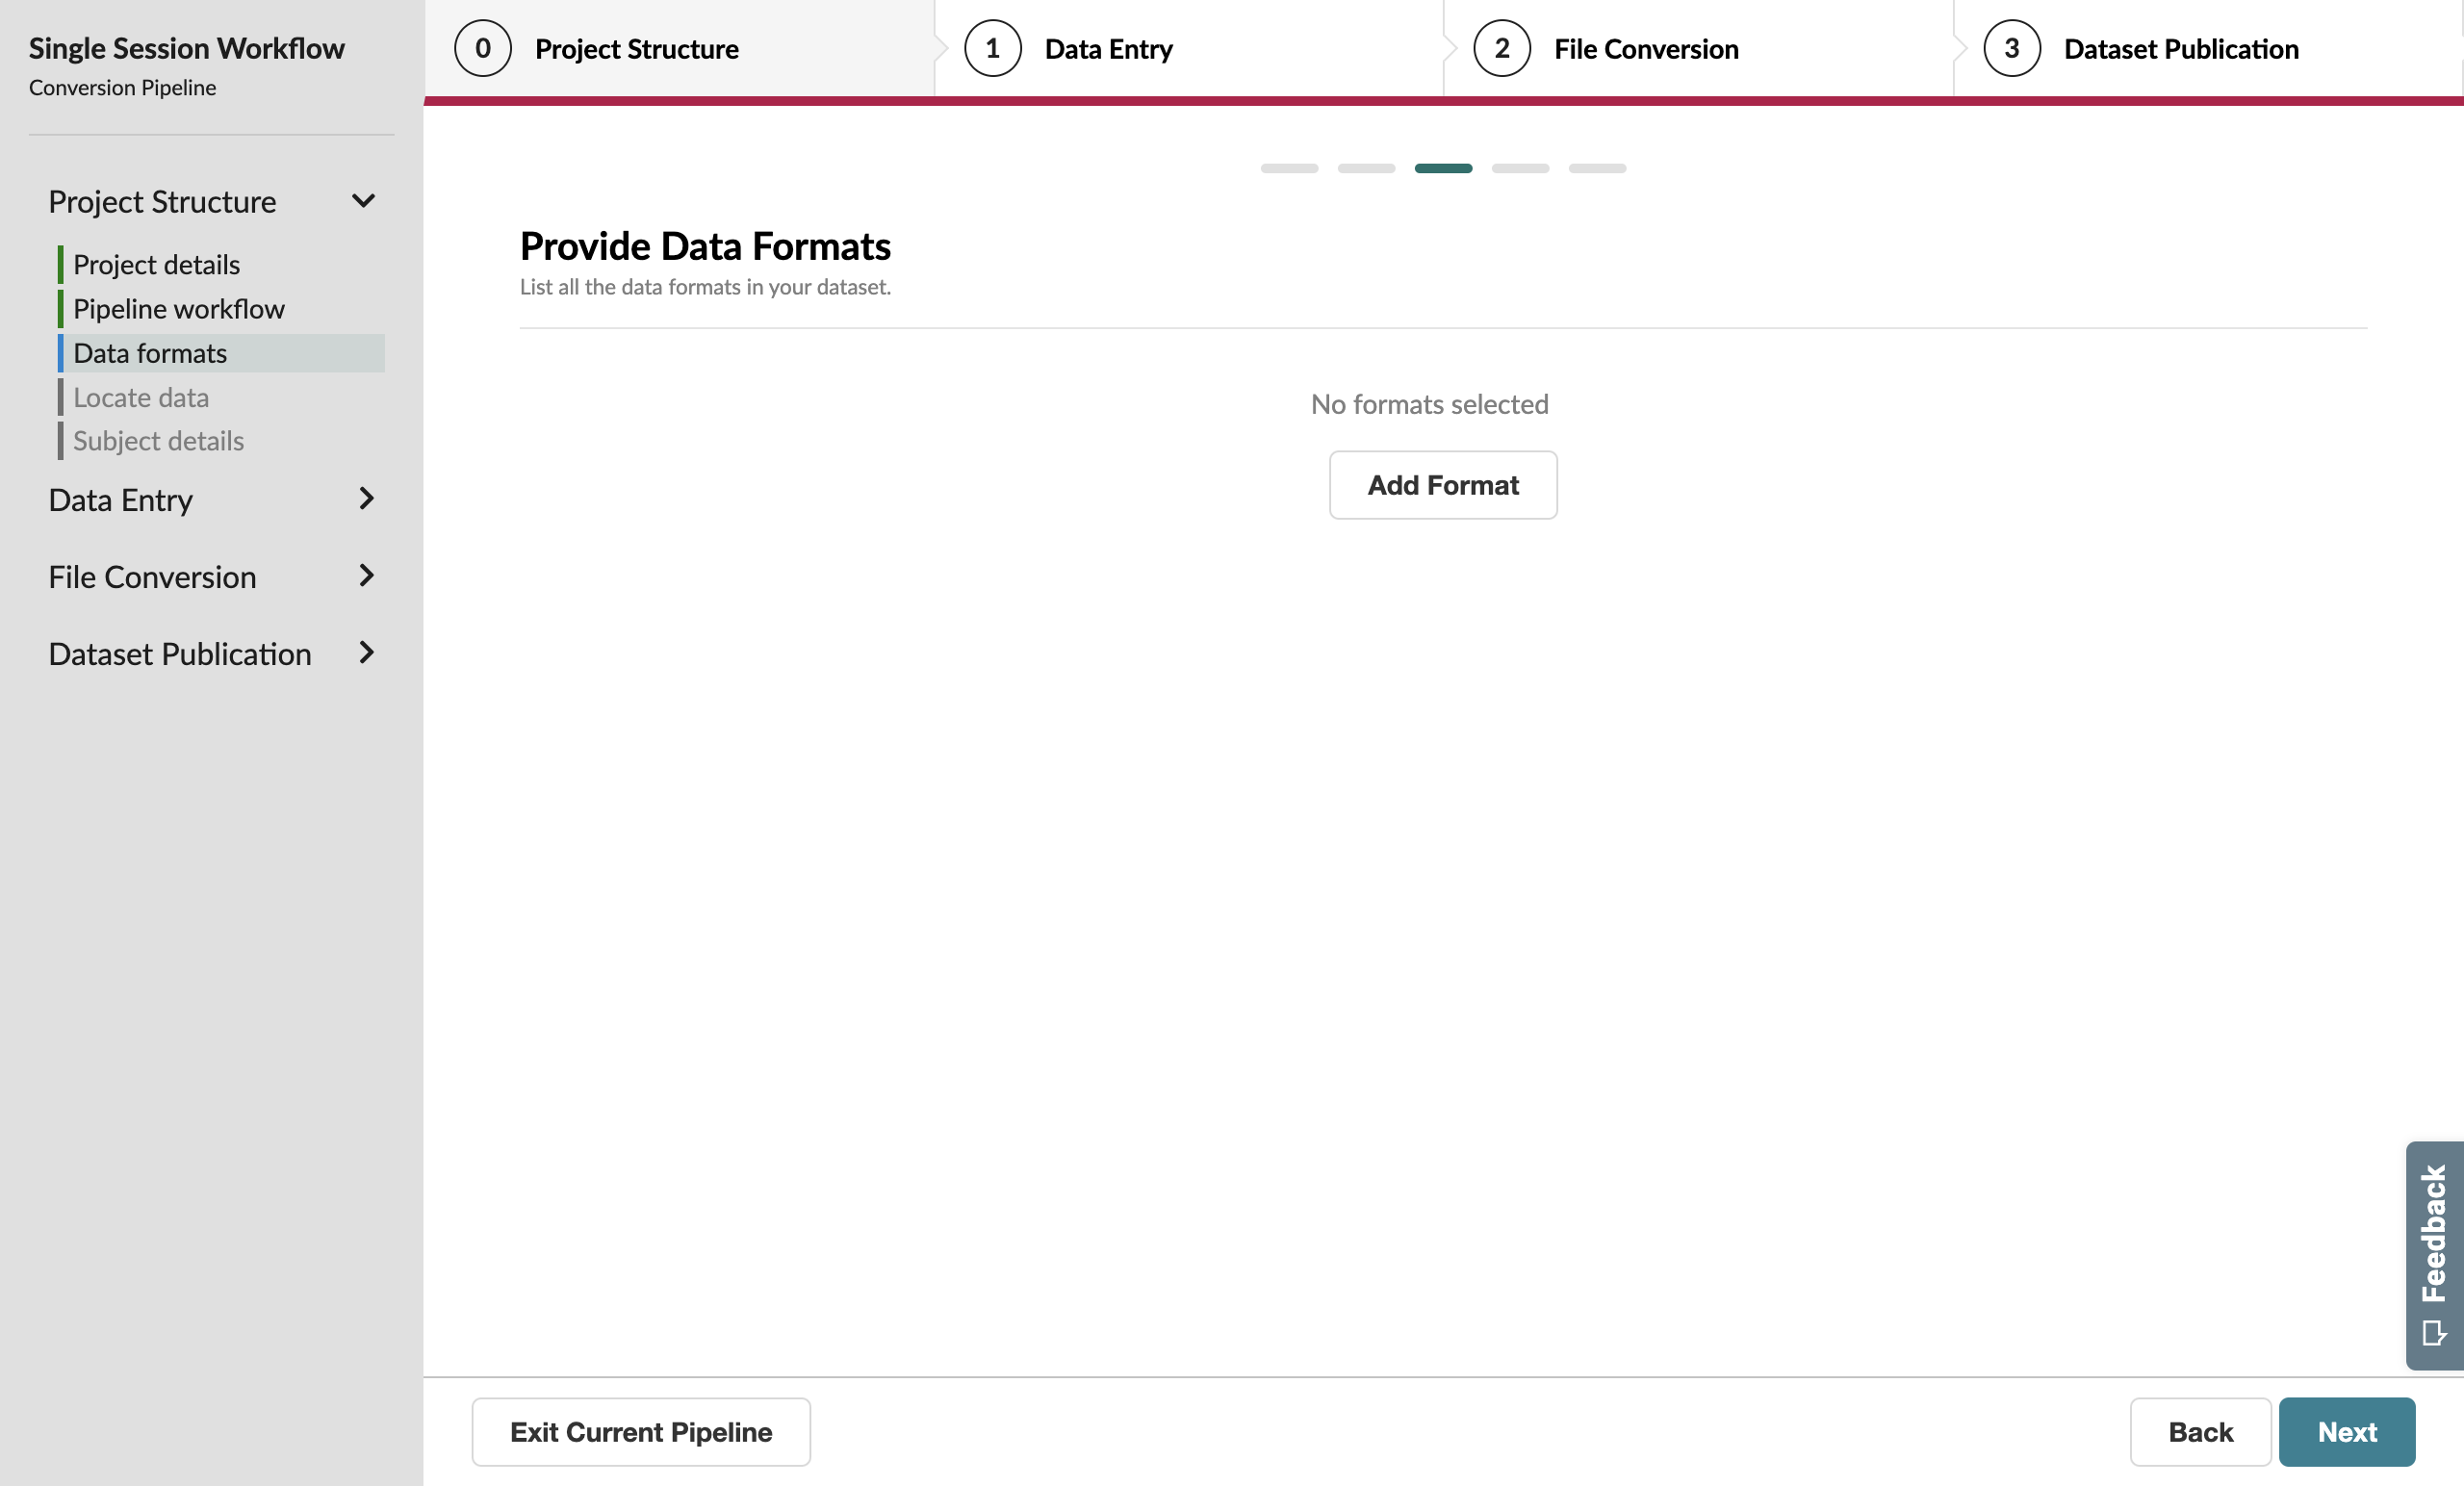 Single Session Workflow
Conversion Pipeline
Project Structure
Project details
Pipeline workflow
Data formats
Locate data
Subject details
Data Entry
File Conversion
Dataset Publication
0 Project Structure
1 Data Entry
2 File Conversion
3 Dataset Publication
Provide Data Formats
List all the data formats in your dataset.
No formats selected
Add Format
Feedback
Exit Current Pipeline
Back
Next